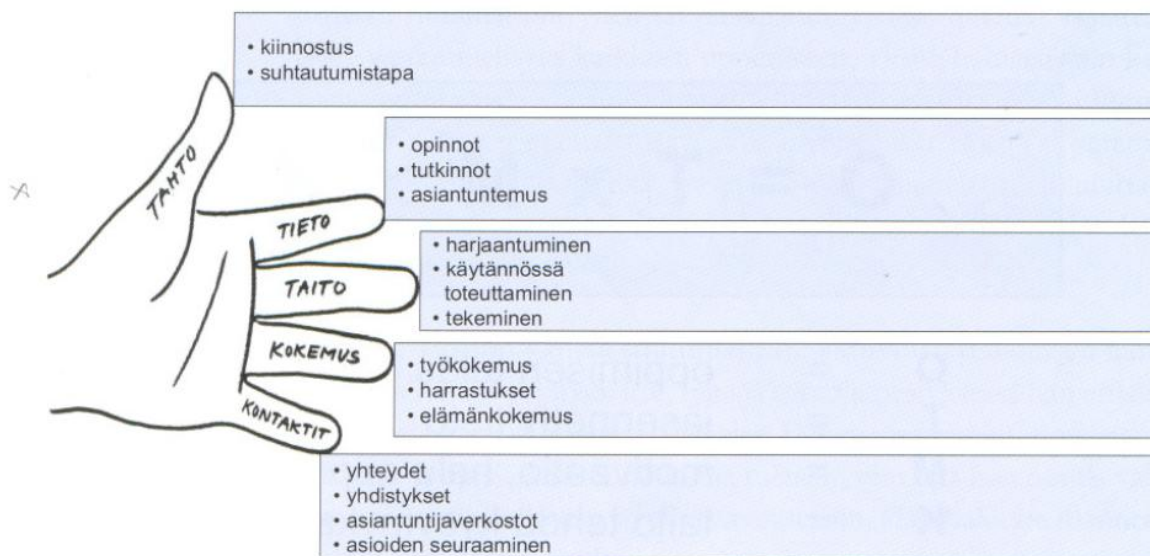 • kiinnostus
• suhtautumistapa
TAHTO
• opinnot
• tutkinnot
• asiantuntemus
TIETO
• harjaantuminen
• käytännössä
toteuttaminen
• tekeminen
TAITO
• työkokemus
• harrastukset
• elämänkokemus
KOKEMUS
• yhteydet
• yhdistykset
• asiantuntijaverkostot
• asioiden seuraaminen
KONTAKTIT